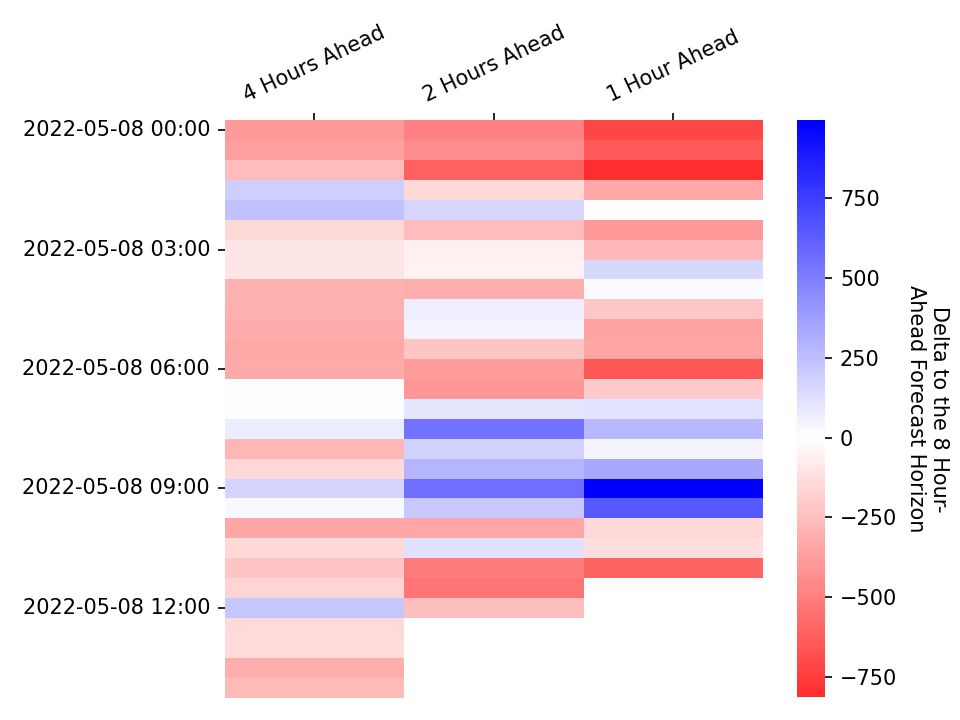 4 Hours Ahead
2 Hours Ahead
1 Hour Ahead
2022-05-08 00:00
2022-05-08 03:00
2022-05-08 06:00
2022-05-08 09:00
2022-05-08 12:00
750
500
250
0
−250
−500
−750
Delta to the 8 Hour-
Ahead Forecast Horizon